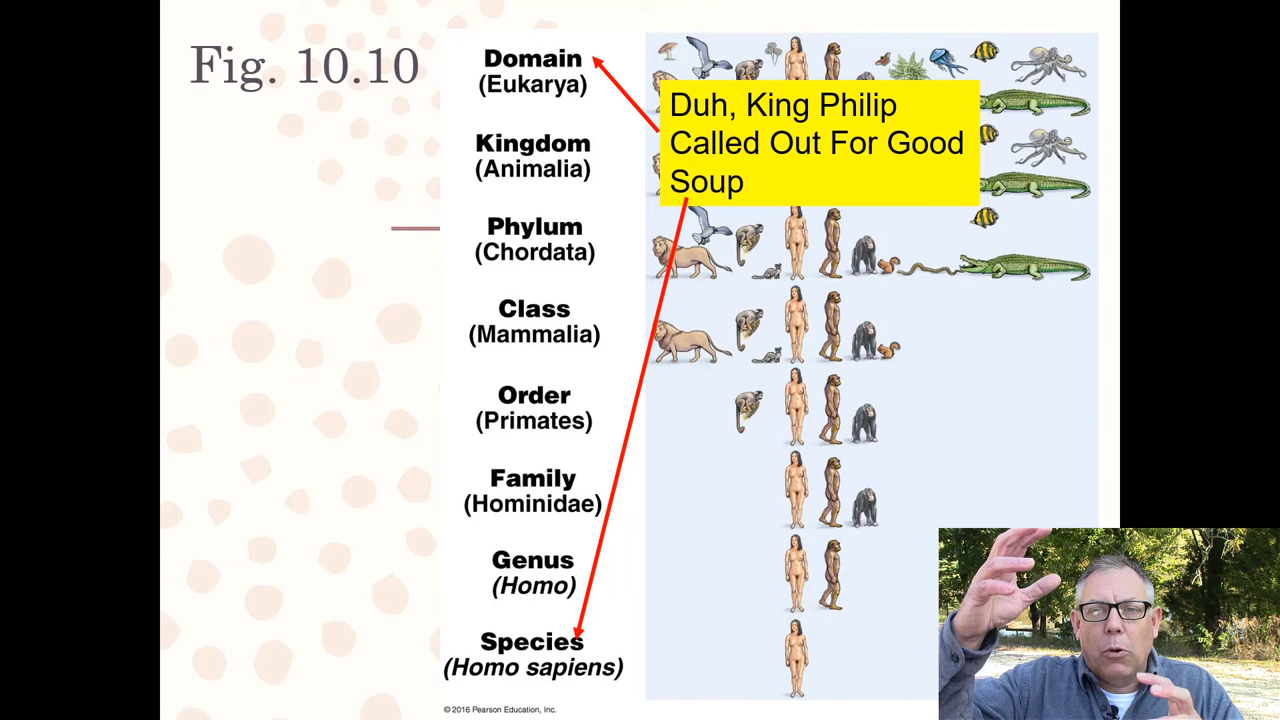 Fig. 10.10
Domain
(Eukarya)
Kingdom
(Animalia)
Phylum
(Chordata)
Class
(Mammalia)
Order
(Primates)
Family
(Hominidae)
Genus
(Homo)
Species
(Homo sapiens)
Duh, King Philip
Called Out For Good
Soup
© 2016 Pearson Education, Inc.